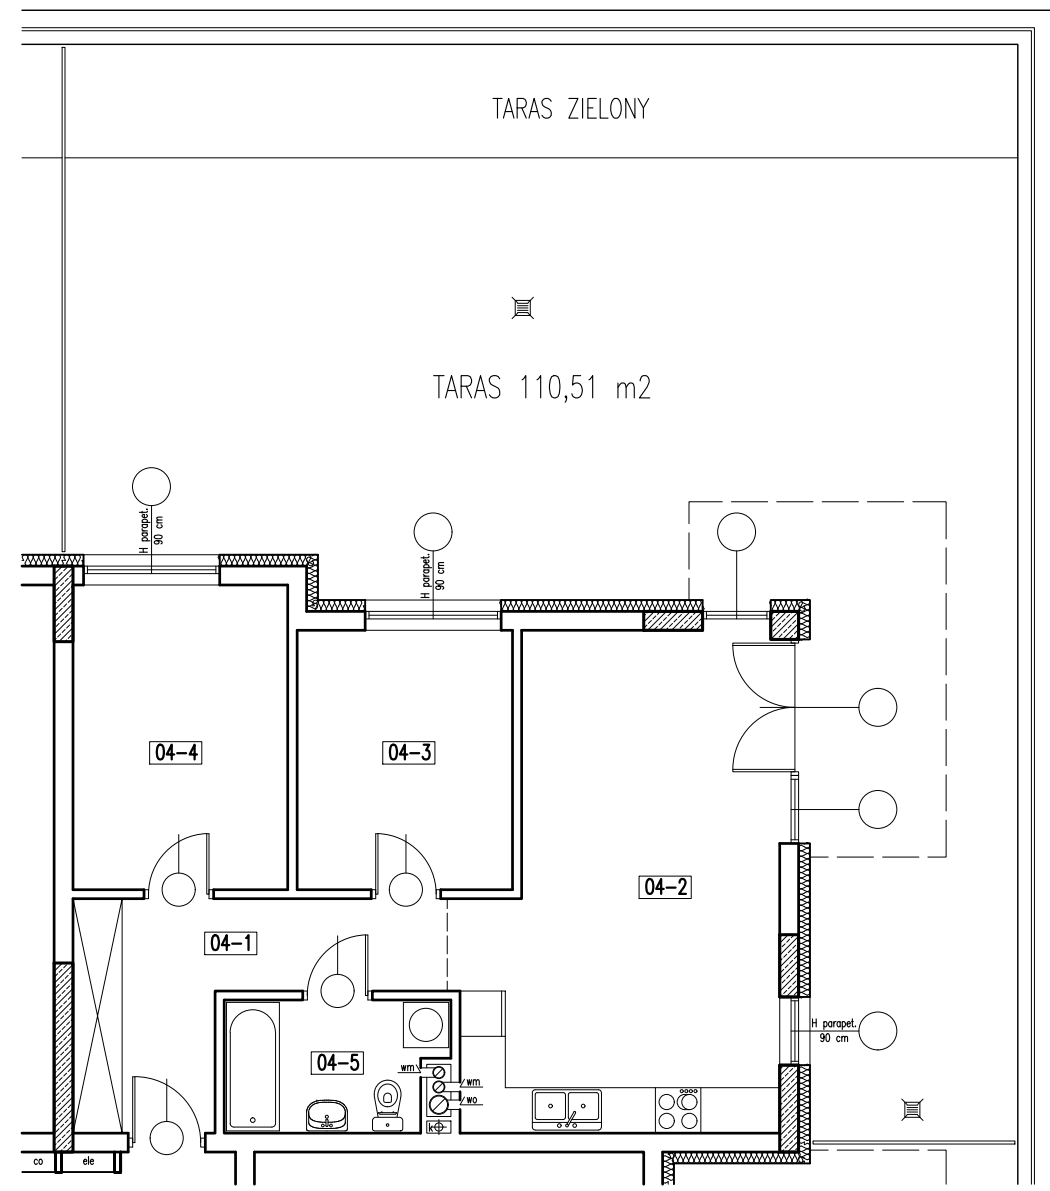 TARAS ZIELONY
TARAS 110,51 m2
H parapet.
90 cm
H parapet.
90 cm
04-4
04-3
04-2
04-1
H parapet.
90 cm
04-5
wm
wm
wo
k
co
ele